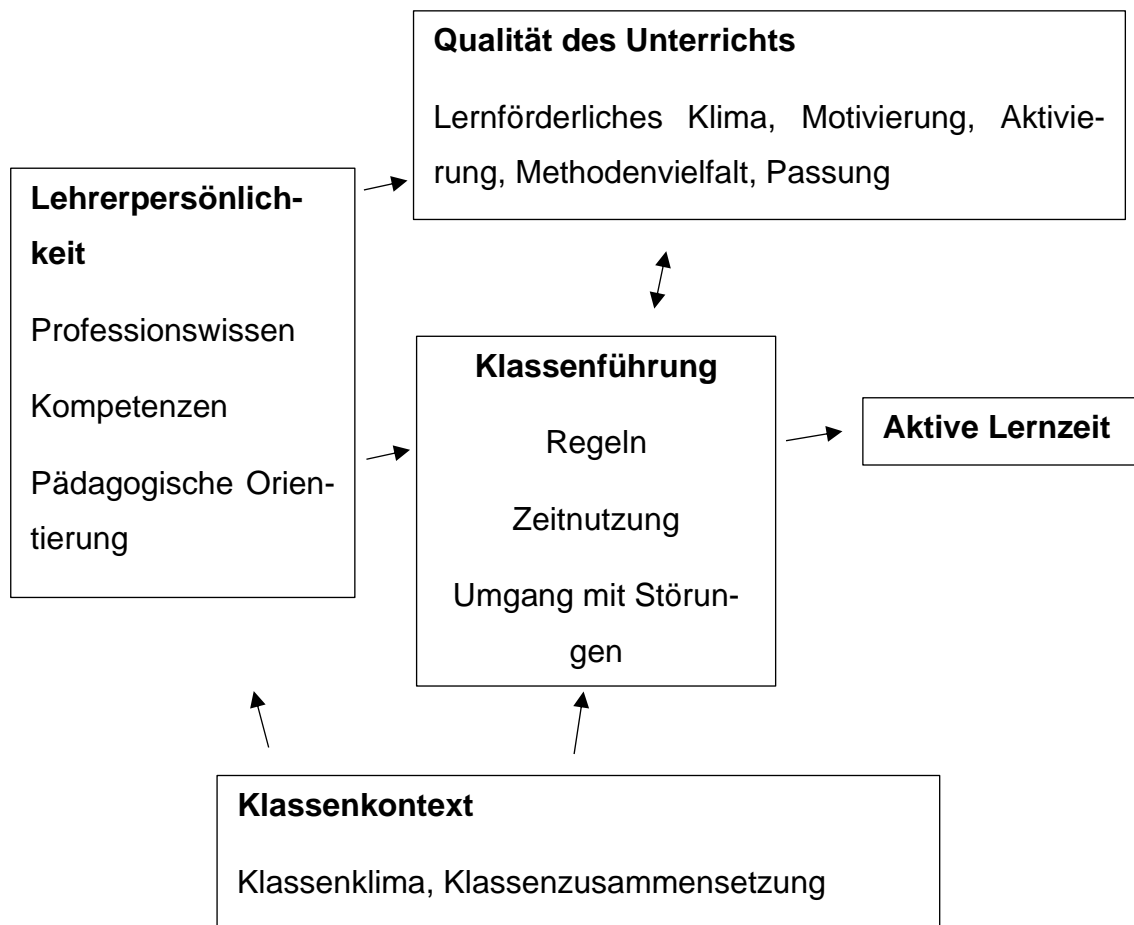 Qualität des Unterrichts
Lernförderliches Klima, Motivierung, Aktivie-
rung, Methodenvielfalt, Passung
Lehrerpersönlich-
keit
Professionswissen
Kompetenzen
Pädagogische Orien-
tierung
Klassenführung
Regeln
Zeitnutzung
Umgang mit Störun-
gen
Aktive Lernzeit
Klassenkontext
Klassenklima, Klassenzusammensetzung